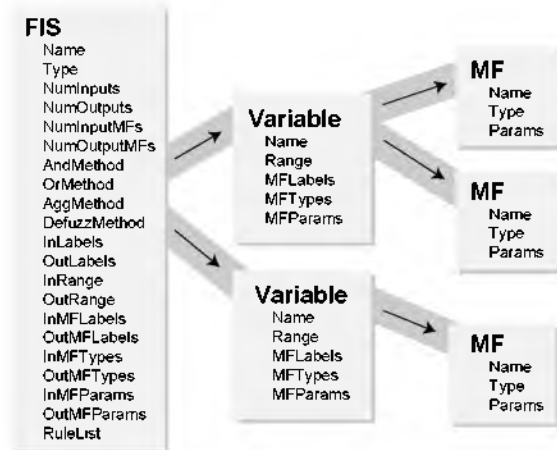 FIS
Name
Type
NumInputs
NumOutputs
NumInputMFs
NumOutputMFs
AndMethod
OrMethod
AggMethod
DefuzzMethod
InLabels
OutLabels
InRange
OutRange
InMFLabels
OutMFLabels
InMFTypes
OutMFTypes
InMFParams
OutMFParams
RuleList
Variable
Name
Range
MFLabels
MFTypes
MFParams
Variable
Name
Range
MFLabels
MFTypes
MFParams
MF
Name
Type
Params
MF
Name
Type
Params
MF
Name
Type
Params